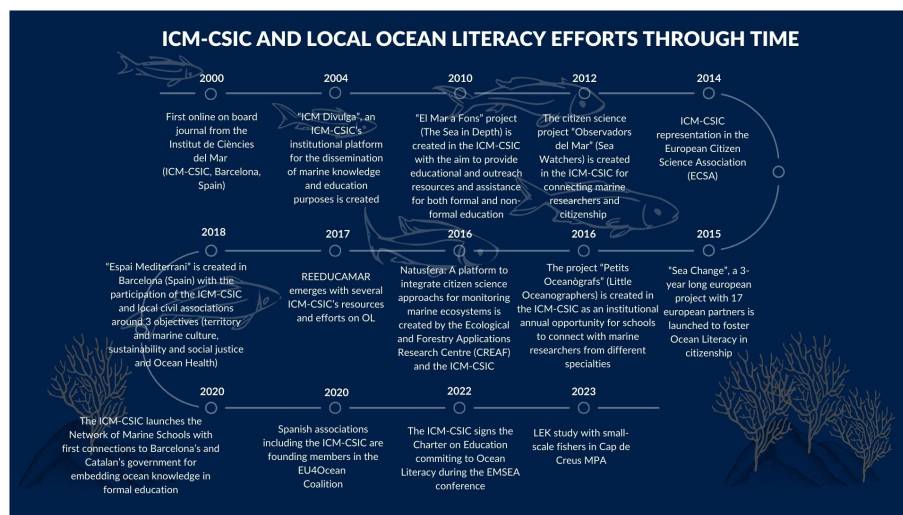 ICM-CSIC AND LOCAL OCEAN LITERACY EFFORTS THROUGH TIME
2000
First online on board
journal from the
Institut de Ciències
del Mar
(ICM-CSIC, Barcelona,
Spain)
2004
"ICM Divulga", an
ICM-CSIC's
institutional platform
for the dissemination
of marine knowledge
and education
purposes is created
2010
"El Mar a Fons" project
(The Sea in Depth) is
created in the ICM-CSIC
with the aim to provide
educational and outreach
resources and assistance
for both formal and non-
formal education
2012
The citizen science
project "Observadors
del Mar" (Sea
Watchers) is created
in the ICM-CSIC for
connecting marine
researchers and
citizenship
2014
ICM-CSIC
representation in the
European Citizen
Science Association
(ECSA)
2018
"Espai Mediterrani" is created in
Barcelona (Spain) with the
participation of the ICM-CSIC
and local civil associations
around 3 objectives (territory
and marine culture,
sustainability and social justice
and Ocean Health)
2017
REEDUCAMAR
emerges with several
ICM-CSIC's resources
and efforts on OL
2016
Natusfera: A platform to
integrate citizen science
approachs for monitoring
marine ecosystems is
created by the Ecological
and Forestry Applications
Research Centre (CREAF)
and the ICM-CSIC
2016
The project "Petits
Oceanògrafs" (Little
Oceanographers) is created in
the ICM-CSIC as an institutional
annual opportunity for schools
to connect with marine
researchers from different
specialties
2015
"Sea Change", a 3-
year long european
project with 17
european partners is
launched to foster
Ocean Literacy in
citizenship
2020
The ICM-CSIC launches the
Network of Marine Schools with
first connections to Barcelona's and
Catalan's government for
embedding ocean knowledge in
formal education
2020
Spanish associations
including the ICM-CSIC are
founding members in the
EU4Ocean
Coalition
2022
The ICM-CSIC signs the
Charter on Education
commiting to Ocean
Literacy during the EMSEA
conference
2023
LEK study with small-
scale fishers in Cap de
Creus MPA